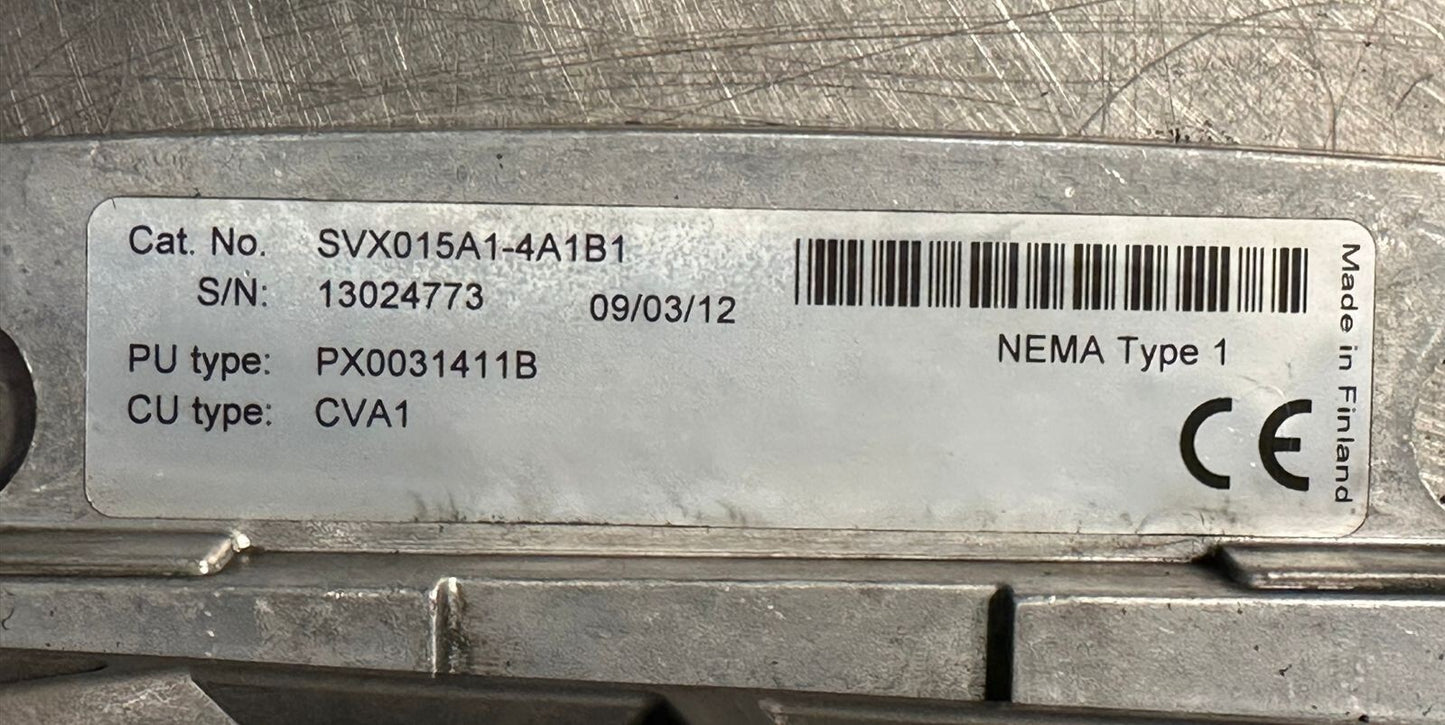 Cat. No. SVX015A1-4A1B1
S/N: 13024773 09/03/12
PU type: PX0031411B
CU type: CVA1
NEMA Type 1
CE
Made in Finland